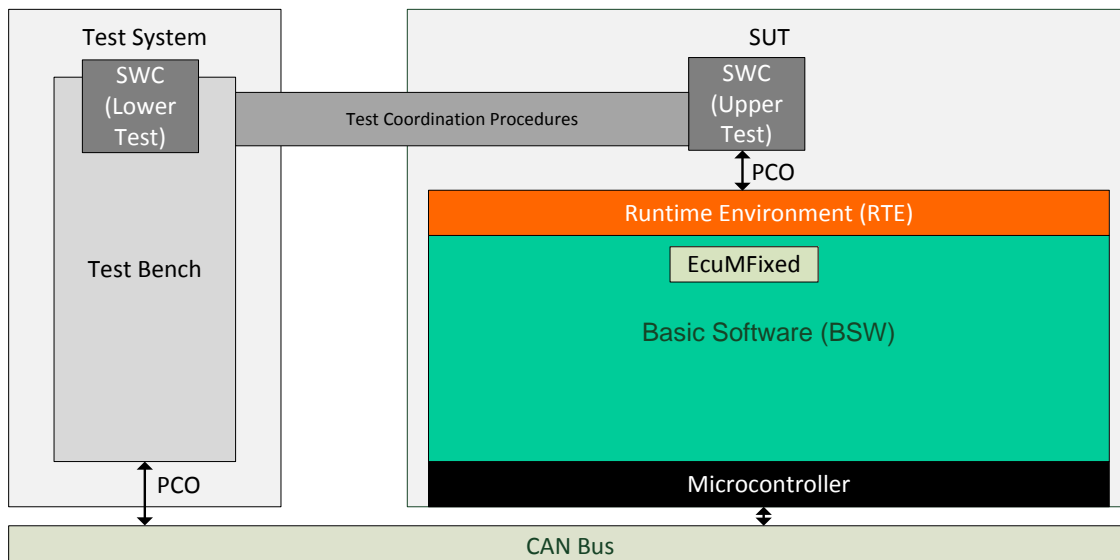 Test System
SWC
(Lower
Test)
Test Bench
PCO
Test Coordination Procedures
SUT
SWC
(Upper
Test)
PCO
Runtime Environment (RTE)
EcuMFixed
Basic Software (BSW)
Microcontroller
CAN Bus